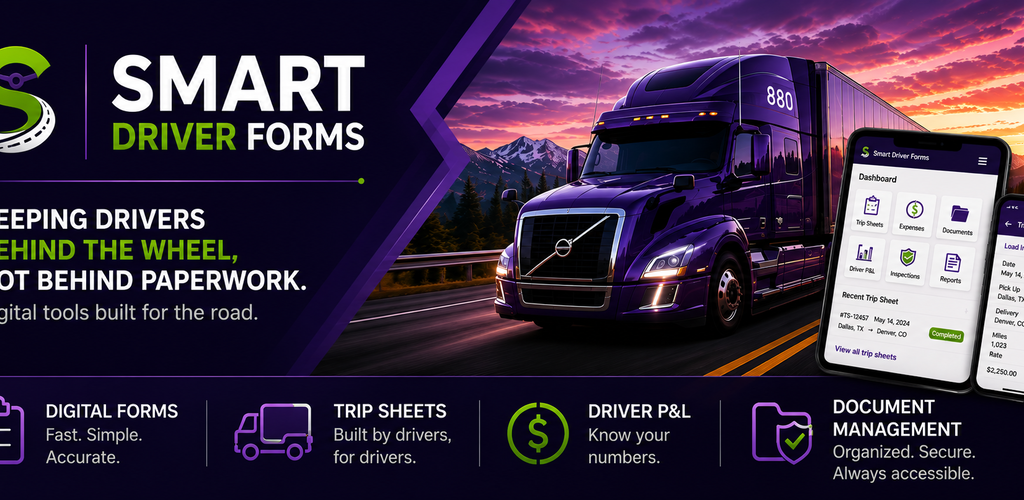 SMART
DRIVER FORMS
EEPING DRIVERS
EHIND THE WHEEL,
OT BEHIND PAPERWORK.
gital tools built for the road.
880
Smart Driver Forms
Dashboard
Trip Sheets
Expenses
Documents
Driver P&L
Inspections
Reports
Recent Trip Sheet
#TS-12457 May 14, 2024
Dallas, TX → Denver, CO
Completed
View all trip sheets
← Tr
Load In
Date
May 14,
Pick Up
Dallas, TX
Delivery
Denver, CO
Miles
1,023
Rate
$2,250.00
DIGITAL FORMS
Fast. Simple.
Accurate.
TRIP SHEETS
Built by drivers,
for drivers.
$
DRIVER P&L
Know your
numbers.
DOCUMENT
MANAGEMENT
Organized. Secure.
Always accessible.